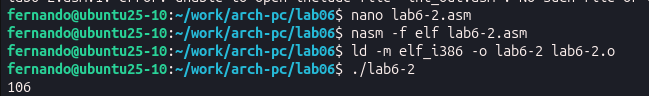 fernando@ubuntu25-10:~/work/arch-pc/lab06$ nano lab6-2.asm
fernando@ubuntu25-10:~/work/arch-pc/lab06$ nasm -f elf lab6-2.asm
fernando@ubuntu25-10:~/work/arch-pc/lab06$ ld -m elf_i386 -o lab6-2 lab6-2.o
fernando@ubuntu25-10:~/work/arch-pc/lab06$ ./lab6-2
106